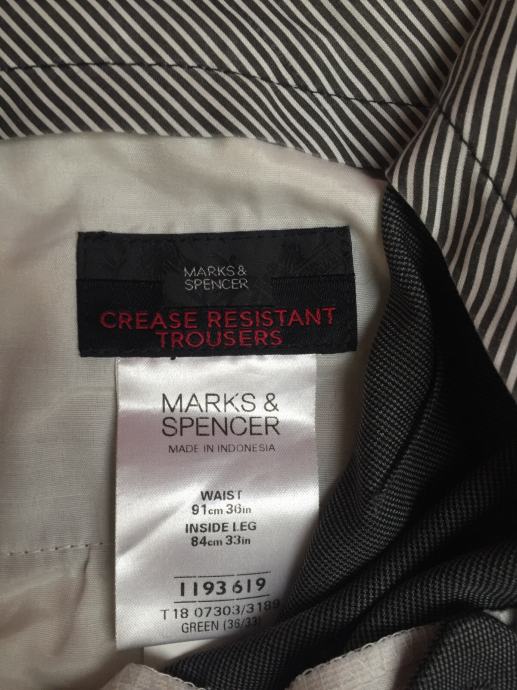 MARKS &
SPENCER
CREASE RESISTANT
TROUSERS
MARKS &
SPENCER
MADE IN INDONESIA
WAIST
91cm 36in
INSIDE LEG
84cm 33in
1193619
T18 07303/3189
GREEN (36/33)